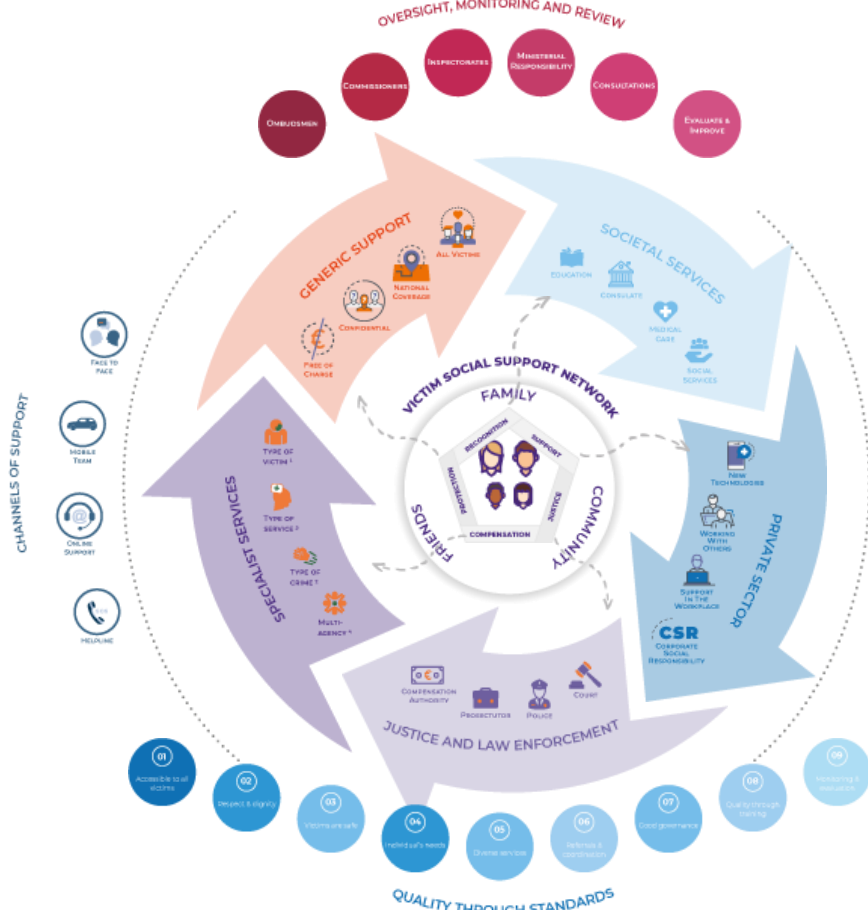 OVERSIGHT, MONITORING AND REVIEW
OMBUDSMEN
COMMISSIONERS
INSPECTORATES
MINISTERIAL
RESPONSIBILITY
CONSULTATIONS
EVALUATE &
IMPROVE
GENERIC SUPPORT
ALL VICTIMS
NATIONAL
COVERAGE
CONFIDENTIAL
FREE OF
CHARGE
SOCIETAL SERVICES
EDUCATION
CONSULATE
MEDICAL
CARE
SOCIAL
SERVICES
CHANNELS OF SUPPORT
FACE TO
FACE
MOBILE
TEAM
ONLINE
SUPPORT
HELPLINE
VICTIM SOCIAL SUPPORT NETWORK
FAMILY
COMMUNITY
FRIENDS
RECOGNITION
SUPPORT
JUSTICE
COMPENSATION
PROTECTION
SPECIALIST SERVICES
TYPE OF
VICTIM
TYPE OF
SERVICE
TYPE OF
CRIME
MULTI-
AGENCY
PRIVATE SECTOR
NEW
TECHNOLOGIES
WORKING
WITH
OTHERS
SUPPORT
IN THE
WORKPLACE
CSR
CORPORATE
SOCIAL
RESPONSIBILITY
COMPENSATION
AUTHORITY
PROSECTUTOR
POLICE
COURT
JUSTICE AND LAW ENFORCEMENT
01
Accessible to all
victims
02
Respect & dignity
03
Victims are safe
04
Individual's needs
05
Diverse services
06
Referrals &
coordination
07
Good governance
08
Quality through
training
09
Monitoring &
evaluation
QUALITY THROUGH STANDARDS